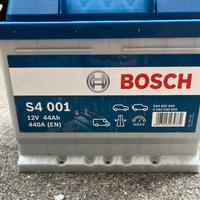 BOSCH
S4 001
12V 44Ah
440A (EN)